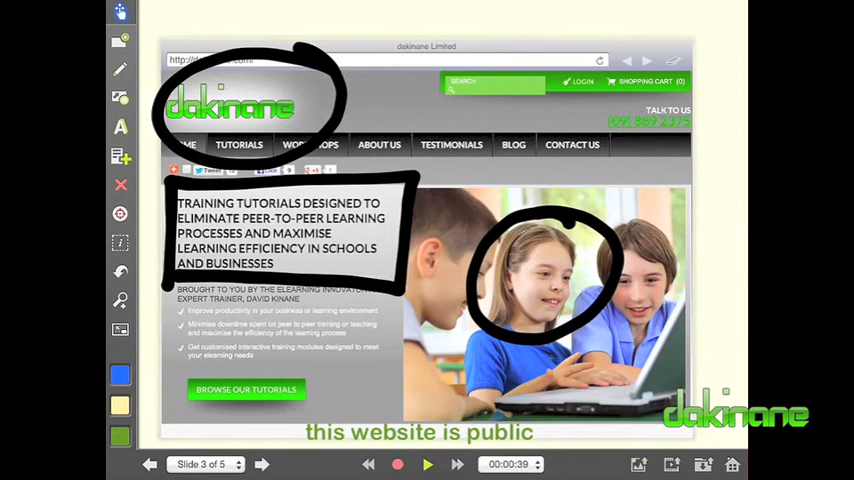 dakinane Limited
SEARCH
LOGIN
SHOPPING CART (0)
dakinane
TALK TO US
(09) 889 2375
TUTORIALS
ABOUT US
TESTIMONIALS
BLOG
CONTACT US
Tweet
TRAINING TUTORIALS DESIGNED TO
ELIMINATE PEER-TO-PEER LEARNING
PROCESSES AND MAXIMISE
LEARNING EFFICIENCY IN SCHOOLS
AND BUSINESSES
BROUGHT TO YOU BY THE ELEARNING
EXPERT TRAINER, DAVID KINANE
Improve productivity in your business or learning environment
Minimise downtime spent on peer to peer training or teaching
and maximise the efficiency of the learning process
Get customised interactive training modules designed to meet
your elearning needs
BROWSE OUR TUTORIALS
dakinane
this website is public
Slide 3 of 5
00:00:39